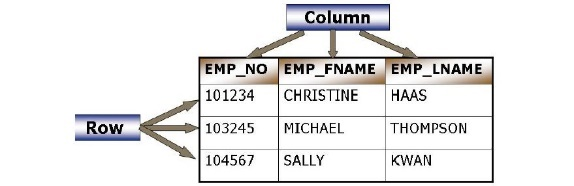 Column
EMP_NO EMP_FNAME EMP_LNAME
101234 CHRISTINE HAAS
Row
103245 MICHAEL THOMPSON
104567 SALLY KWAN